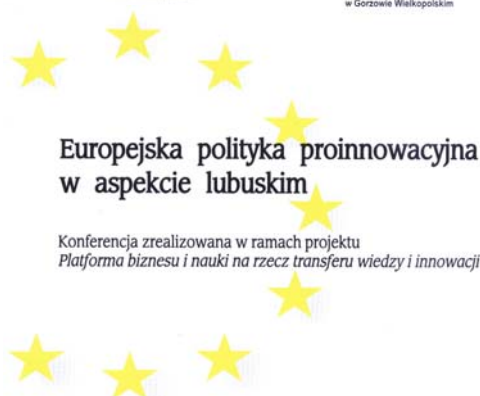 w Gorzowie Wielkopolskim
Europejska polityka proinnowacyjna
w aspekcie lubuskim
Konferencja zrealizowana w ramach projektu
Platforma biznesu i nauki na rzecz transferu wiedzy i innowacji